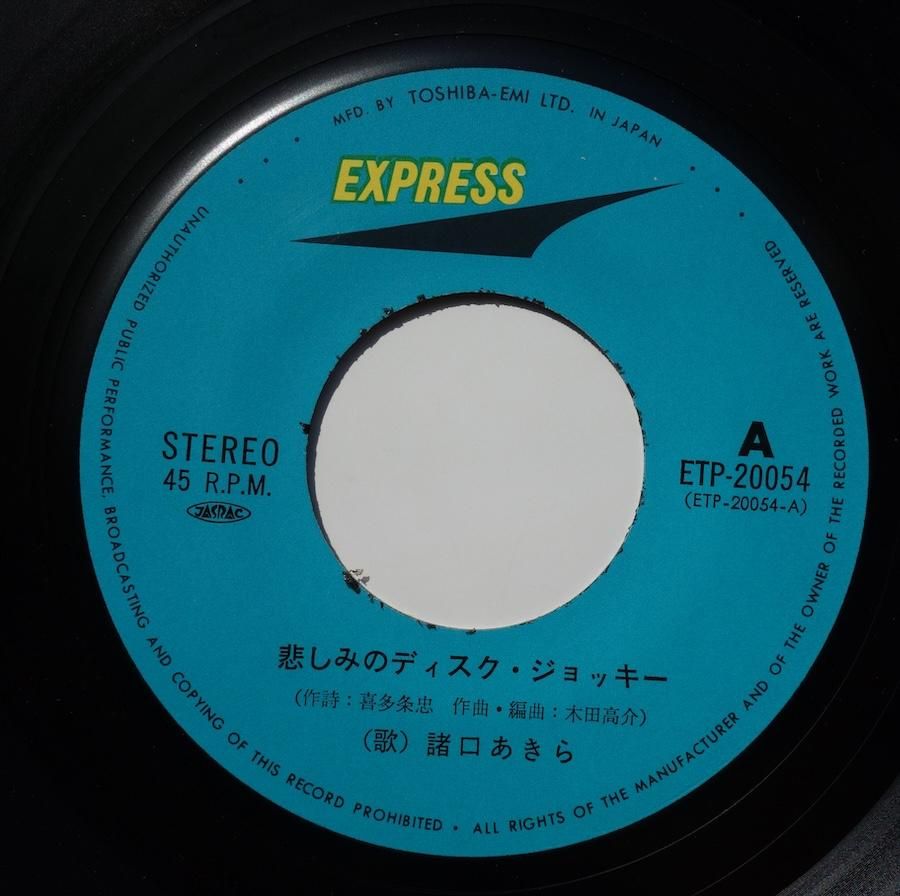 MFD. BY TOSHIBA-EMI LTD. IN JAPAN
EXPRESS
STEREO
45 R.P.M.
JASRAC
A
ETP-20054
(ETP-20054-A)
悲しみのディスク・ジョッキー
(作詩:喜多条忠 作曲・編曲:木田高介)
(歌) 諸口あきら
UNAUTHORIZED PUBLIC PERFORMANCE, BROADCASTING AND COPYING OF THIS RECORD PROHIBITED • ALL RIGHTS OF THE MANUFACTURER AND OF THE OWNER OF THE RECORDED WORK ARE RESERVED